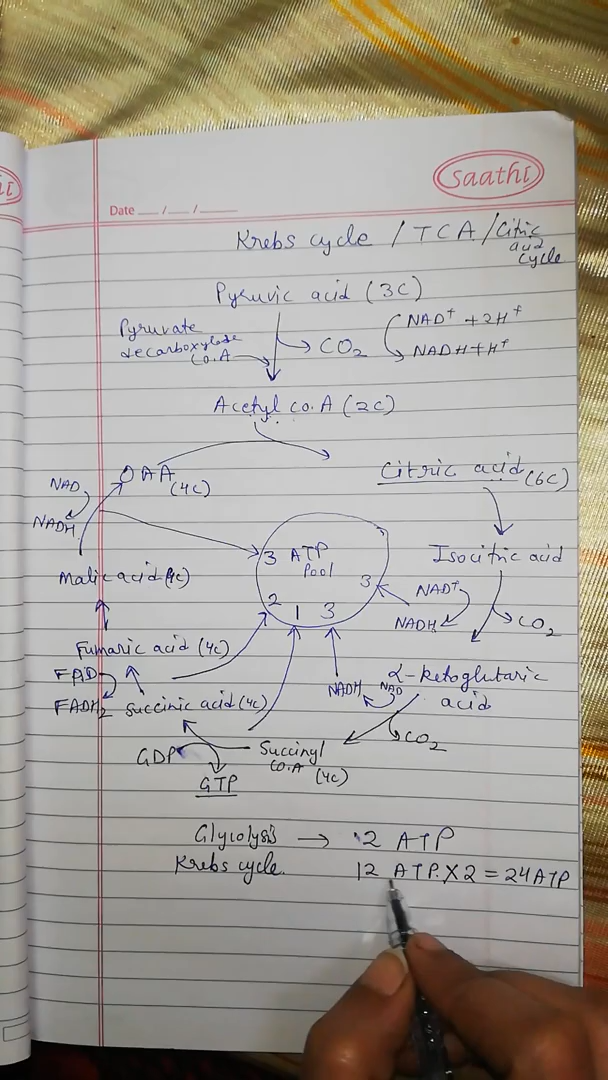 Saathi
Date __/__/____
Krebs cycle / TCA / Citric
acid
cycle
Pyruvic acid (3C)
Pyruvate
decarboxylase
CO.A
CO2
NAD+ + 2H+
NADH + H+
Acetyl co.A (2C)
OAA
(4C)
Citric acid (6C)
NAD
NADH
3 ATP
Pool
Isocitric acid
Malic acid (4C)
3
NAD+
2 1 3
NADH
CO2
Fumaric acid (4C)
FAD
FADH2
Succinic acid (4C)
NADH NAD
α-ketoglutaric
acid
CO2
GDP
GTP
Succinyl
CO.A (4C)
Glycolysis → 2 ATP
Krebs cycle. 12 ATP. X 2 = 24 ATP